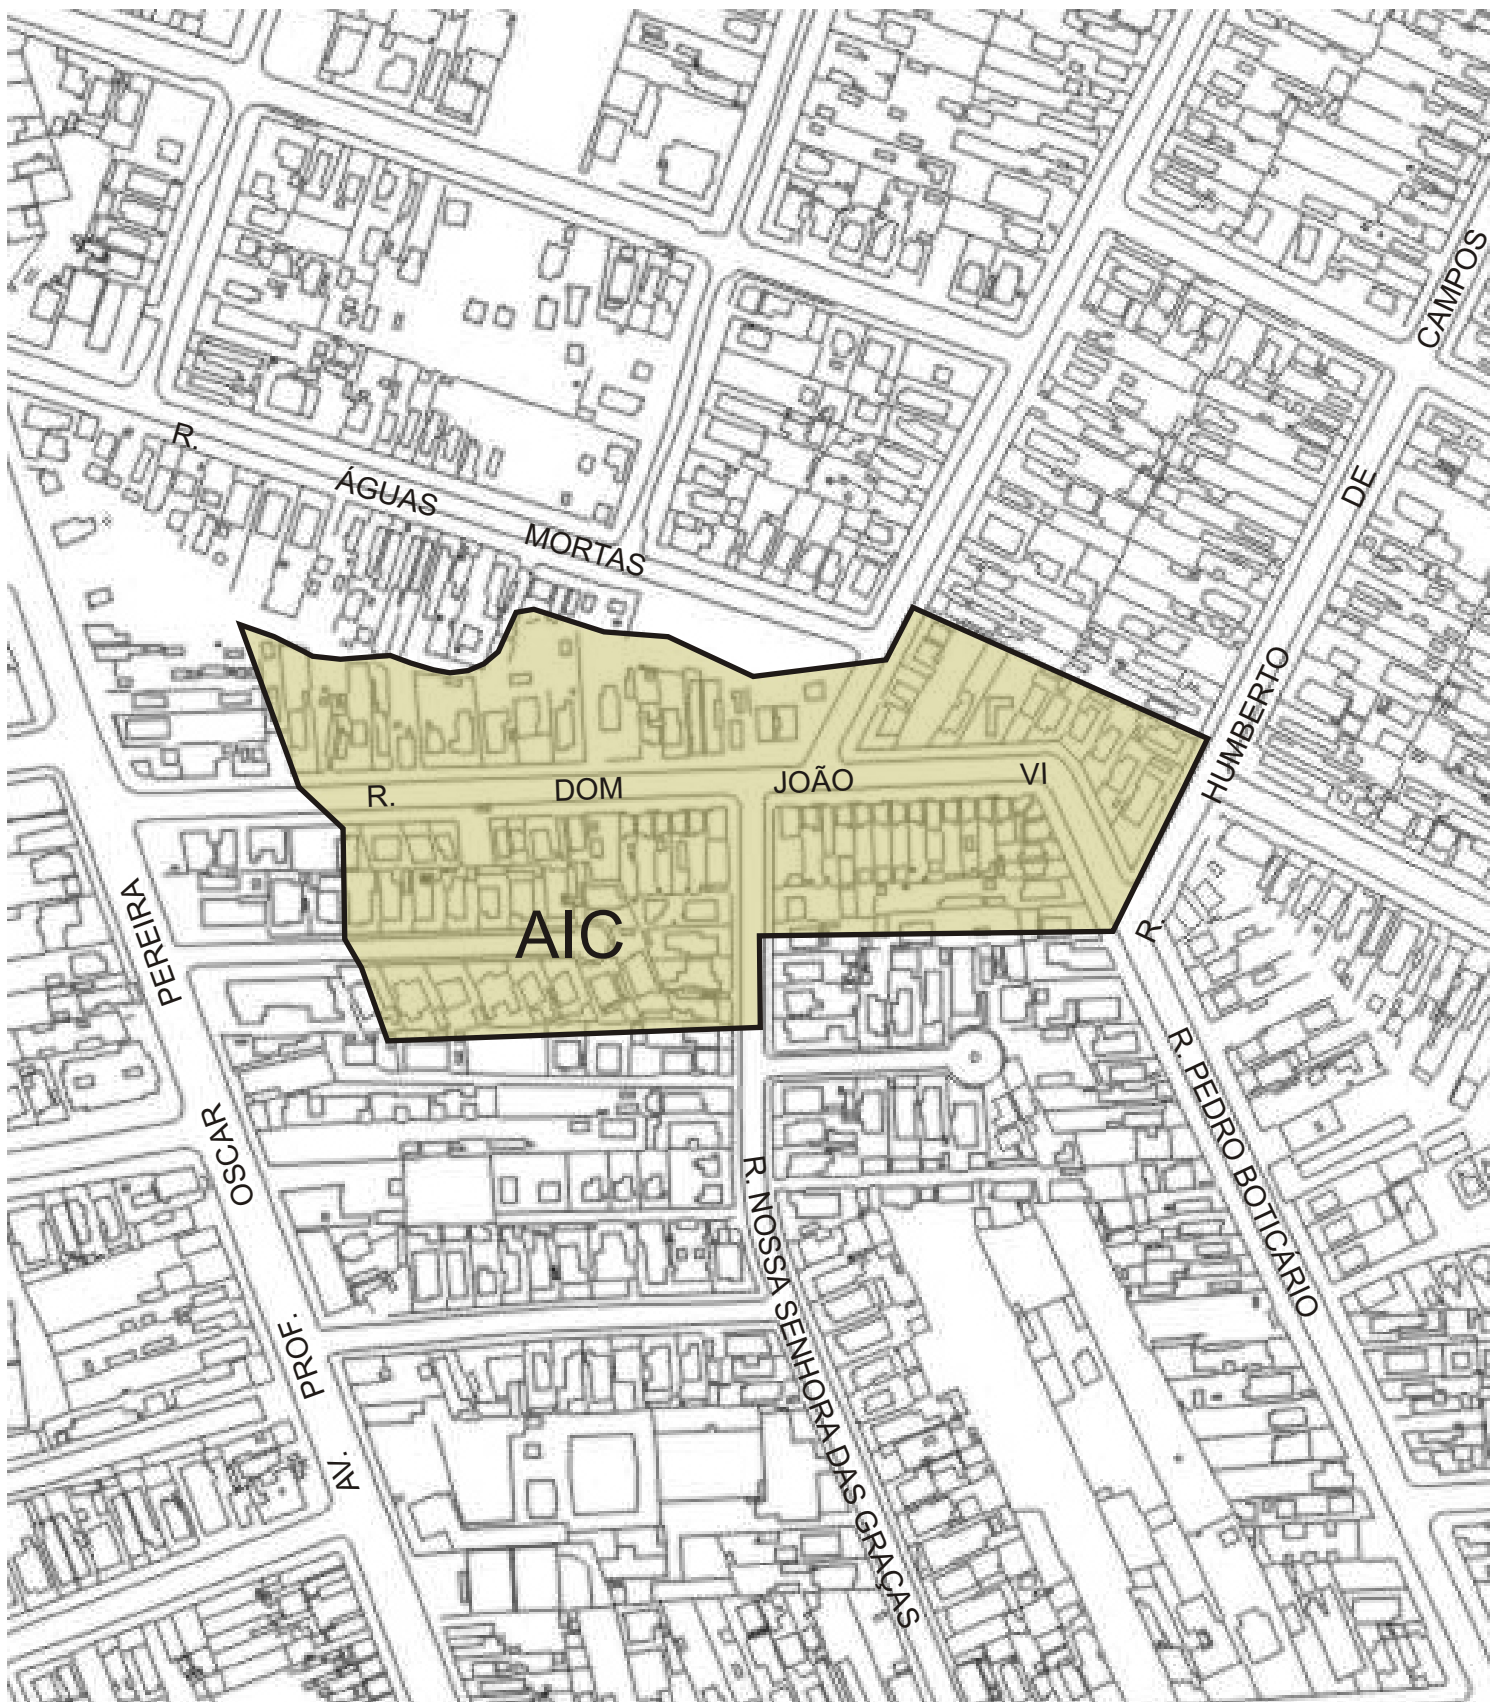 CAMPOS
DE
HUMBERTO
R.
R.
ÁGUAS
MORTAS
R.
DOM
JOÃO
VI
AIC
PEREIRA
OSCAR
PROF.
AV.
R. PEDRO BOTICÁRIO
R. NOSSA SENHORA DAS GRAÇAS